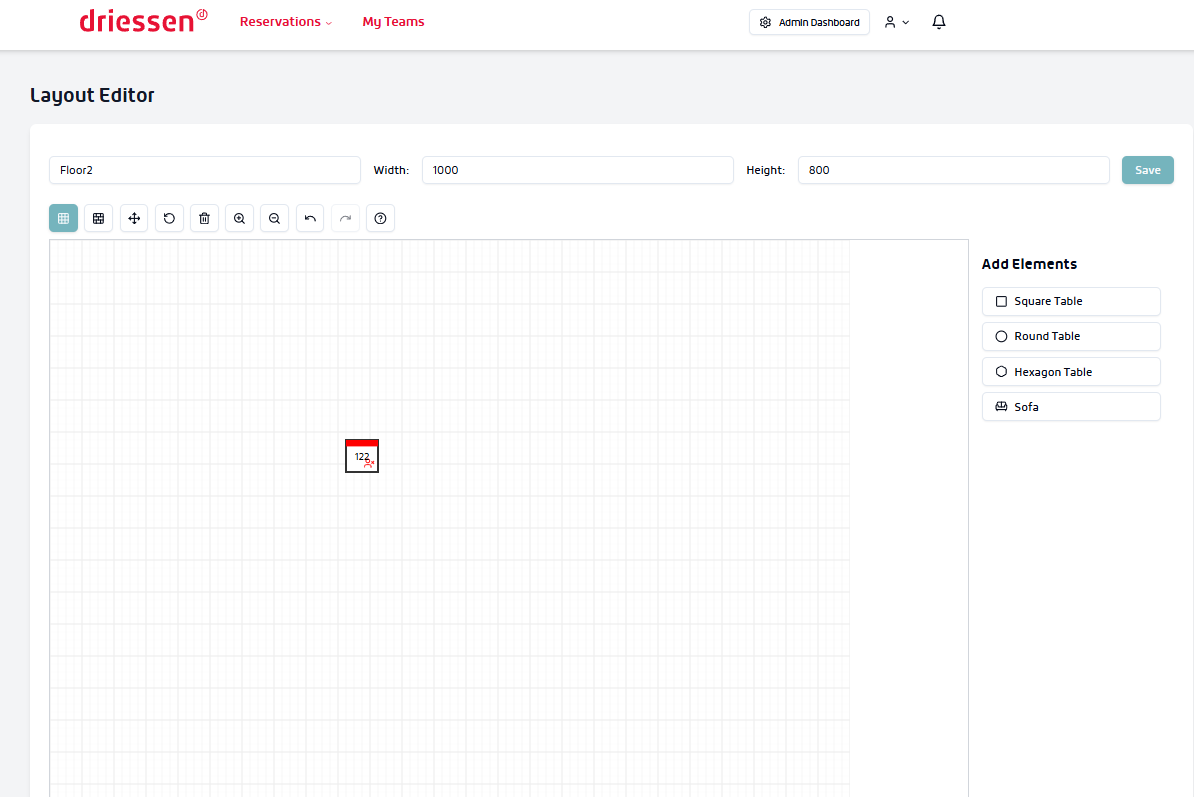 driessen d
Reservations
My Teams
Admin Dashboard
Layout Editor
Floor2
Width:
1000
Height:
800
Save
Add Elements
Square Table
Round Table
Hexagon Table
Sofa
122